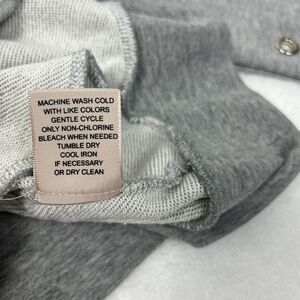 MACHINE WASH COLD
WITH LIKE COLORS
GENTLE CYCLE
ONLY NON-CHLORINE
BLEACH WHEN NEEDED
TUMBLE DRY
COOL IRON
IF NECESSARY
OR DRY CLEAN